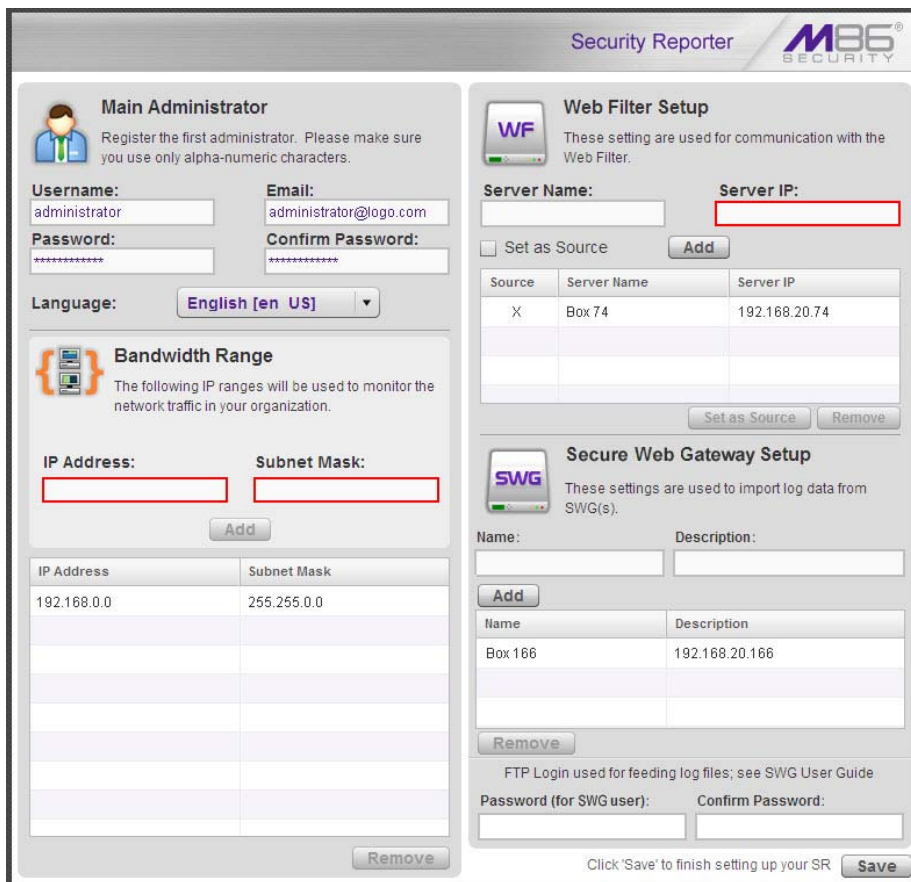 Security Reporter
M86®
SECURITY
Main Administrator
Register the first administrator. Please make sure
you use only alpha-numeric characters.
Username:
Email:
administrator
administrator@logo.com
Password:
Confirm Password:
************
************
Language:
English [en US]
Bandwidth Range
The following IP ranges will be used to monitor the
network traffic in your organization.
IP Address:
Subnet Mask:
Add
IP Address
Subnet Mask
192.168.0.0
255.255.0.0
Remove
WF
Web Filter Setup
These setting are used for communication with the
Web Filter.
Server Name:
Server IP:
Set as Source
Add
Source
Server Name
Server IP
X
Box 74
192.168.20.74
Set as Source
Remove
SWG
Secure Web Gateway Setup
These settings are used to import log data from
SWG(s).
Name:
Description:
Add
Name
Description
Box 166
192.168.20.166
Remove
FTP Login used for feeding log files; see SWG User Guide
Password (for SWG user):
Confirm Password:
Click 'Save' to finish setting up your SR
Save